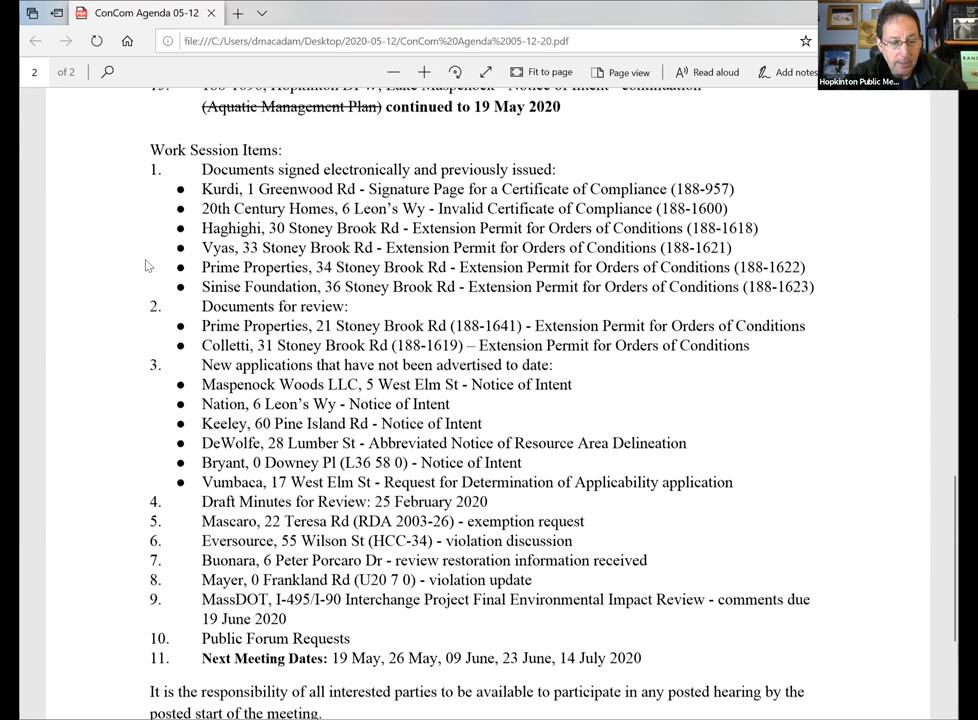 ConCom Agenda 05-12
file:///C:/Users/dmacadam/Desktop/2020-05-12/ConCom%20Agenda%2005-12-20.pdf
2 of 2 Fit to page Page view Read aloud Add notes
Hopkinton Public Me...
(Aquatic Management Plan) continued to 19 May 2020
Work Session Items:
1. Documents signed electronically and previously issued:
● Kurdi, 1 Greenwood Rd - Signature Page for a Certificate of Compliance (188-957)
● 20th Century Homes, 6 Leon's Wy - Invalid Certificate of Compliance (188-1600)
● Haghighi, 30 Stoney Brook Rd - Extension Permit for Orders of Conditions (188-1618)
● Vyas, 33 Stoney Brook Rd - Extension Permit for Orders of Conditions (188-1621)
● Prime Properties, 34 Stoney Brook Rd - Extension Permit for Orders of Conditions (188-1622)
● Sinise Foundation, 36 Stoney Brook Rd - Extension Permit for Orders of Conditions (188-1623)
2. Documents for review:
● Prime Properties, 21 Stoney Brook Rd (188-1641) - Extension Permit for Orders of Conditions
● Colletti, 31 Stoney Brook Rd (188-1619) – Extension Permit for Orders of Conditions
3. New applications that have not been advertised to date:
● Maspenock Woods LLC, 5 West Elm St - Notice of Intent
● Nation, 6 Leon's Wy - Notice of Intent
● Keeley, 60 Pine Island Rd - Notice of Intent
● DeWolfe, 28 Lumber St - Abbreviated Notice of Resource Area Delineation
● Bryant, 0 Downey Pl (L36 58 0) - Notice of Intent
● Vumbaca, 17 West Elm St - Request for Determination of Applicability application
4. Draft Minutes for Review: 25 February 2020
5. Mascaro, 22 Teresa Rd (RDA 2003-26) - exemption request
6. Eversource, 55 Wilson St (HCC-34) - violation discussion
7. Buonara, 6 Peter Porcaro Dr - review restoration information received
8. Mayer, 0 Frankland Rd (U20 7 0) - violation update
9. MassDOT, I-495/I-90 Interchange Project Final Environmental Impact Review - comments due
19 June 2020
10. Public Forum Requests
11. Next Meeting Dates: 19 May, 26 May, 09 June, 23 June, 14 July 2020
It is the responsibility of all interested parties to be available to participate in any posted hearing by the
posted start of the meeting.